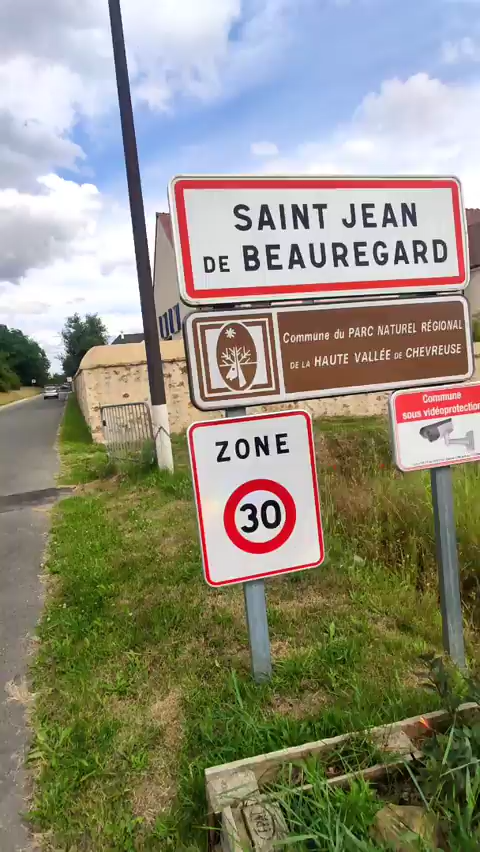 SAINT JEAN
DE BEAUREGARD
Commune du PARC NATUREL RÉGIONAL
DE LA HAUTE VALLÉE DE CHEVREUSE
Commune
sous vidéoprotection
ZONE
30